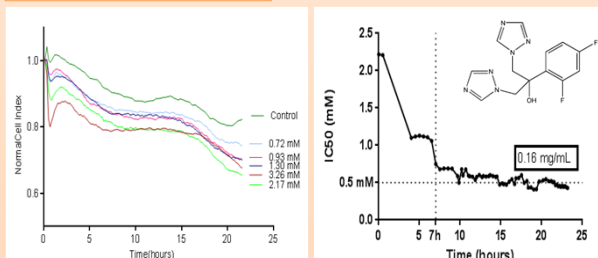 NormalCell Index
1.0
0.8
0.6
0
5
10
15
20
25
Time(hours)
Control
0.72 mM
0.93 mM
1.30 mM
3.26 mM
2.17 mM
IC50 (mM)
2.5
2.0
1.5
1.0
0.5 mM
0.0
0
5
7h
10
15
20
25
Time (hours)
0.16 mg/mL
N
N
N
N
N
N
OH
F
F